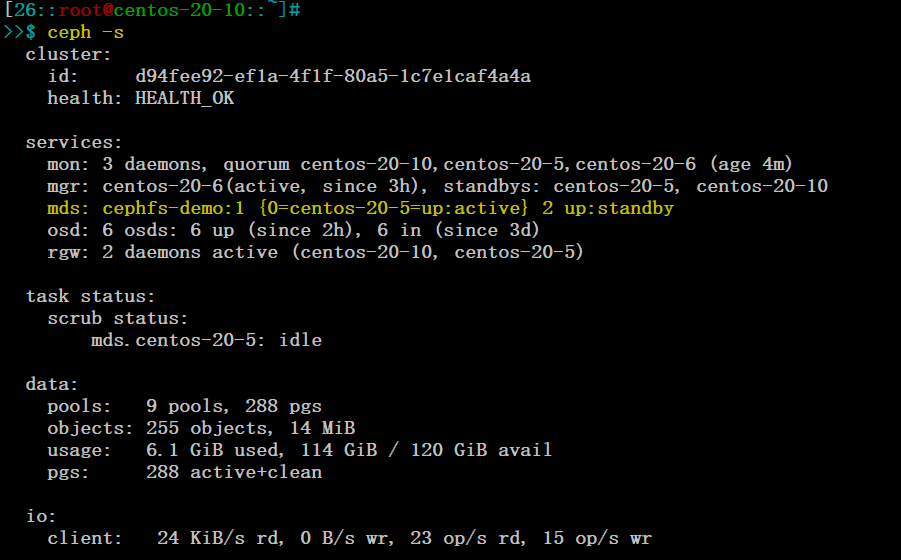 [26::root@centos-20-10::~]#
>>$ ceph -s
  cluster:
    id:     d94fee92-ef1a-4f1f-80a5-1c7e1caf4a4a
    health: HEALTH_OK

  services:
    mon: 3 daemons, quorum centos-20-10,centos-20-5,centos-20-6 (age 4m)
    mgr: centos-20-6(active, since 3h), standbys: centos-20-5, centos-20-10
    mds: cephfs-demo:1 {0=centos-20-5=up:active} 2 up:standby
    osd: 6 osds: 6 up (since 2h), 6 in (since 3d)
    rgw: 2 daemons active (centos-20-10, centos-20-5)

  task status:
    scrub status:
        mds.centos-20-5: idle

  data:
    pools:   9 pools, 288 pgs
    objects: 255 objects, 14 MiB
    usage:   6.1 GiB used, 114 GiB / 120 GiB avail
    pgs:     288 active+clean

  io:
    client:   24 KiB/s rd, 0 B/s wr, 23 op/s rd, 15 op/s wr